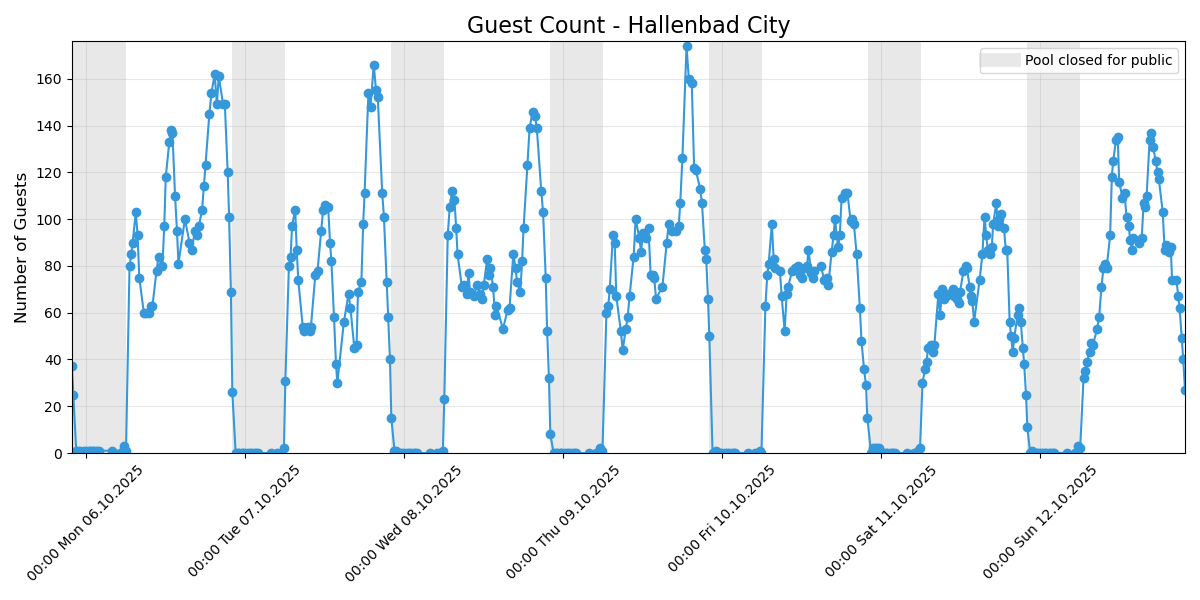 Guest Count - Hallenbad City
Pool closed for public
Number of Guests
160
140
120
100
80
60
40
20
0
00:00 Mon 06.10.2025
00:00 Tue 07.10.2025
00:00 Wed 08.10.2025
00:00 Thu 09.10.2025
00:00 Fri 10.10.2025
00:00 Sat 11.10.2025
00:00 Sun 12.10.2025